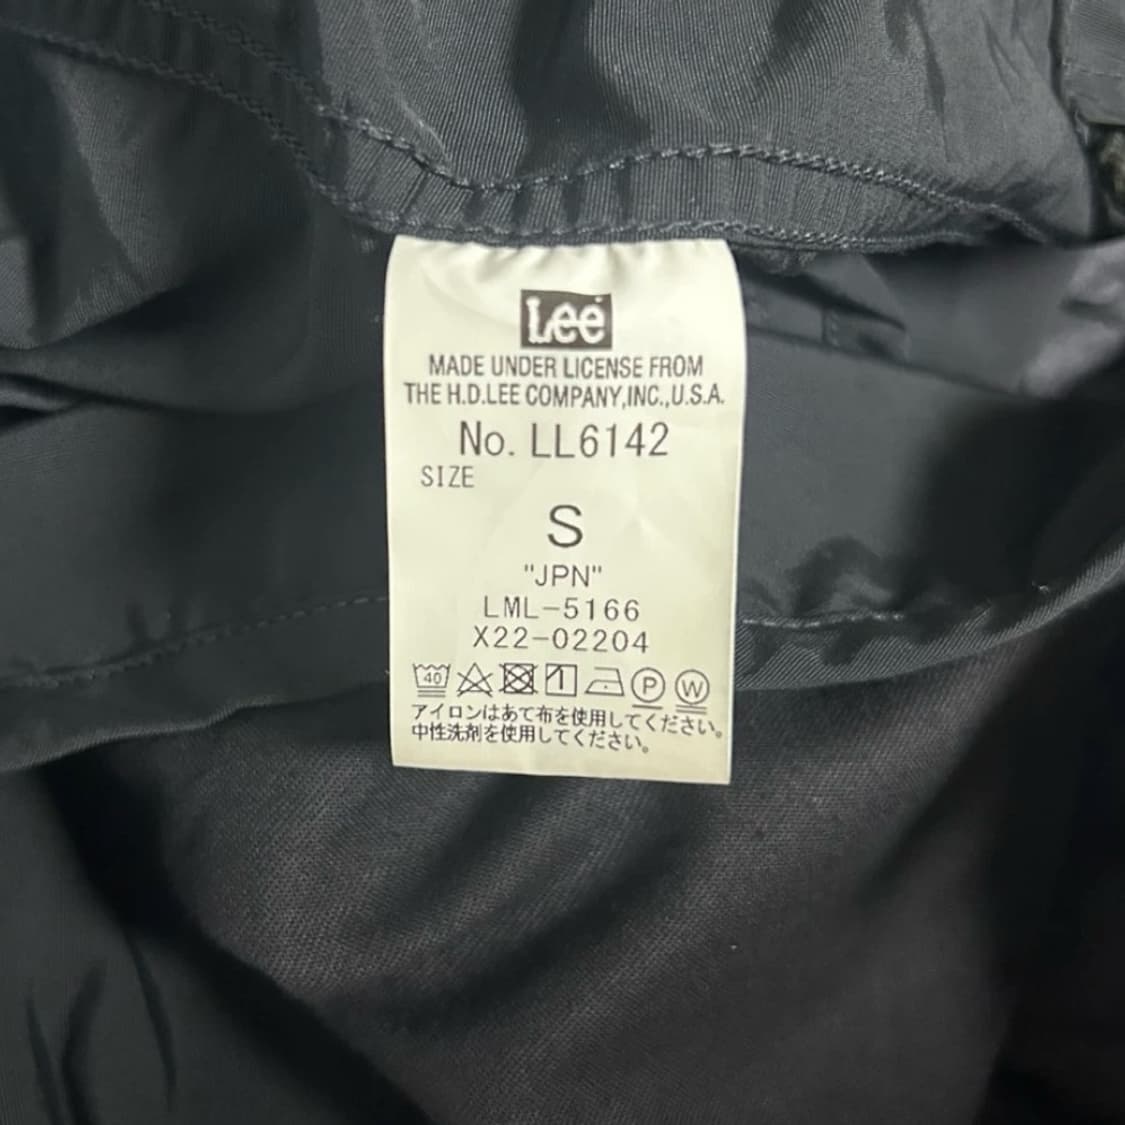 Lee
MADE UNDER LICENSE FROM
THE H.D.LEE COMPANY,INC.,U.S.A.
No. LL6142
SIZE
S
"JPN"
LML-5166
X22-02204
40 P W
アイロンはあて布を使用してください。
中性洗剤を使用してください。